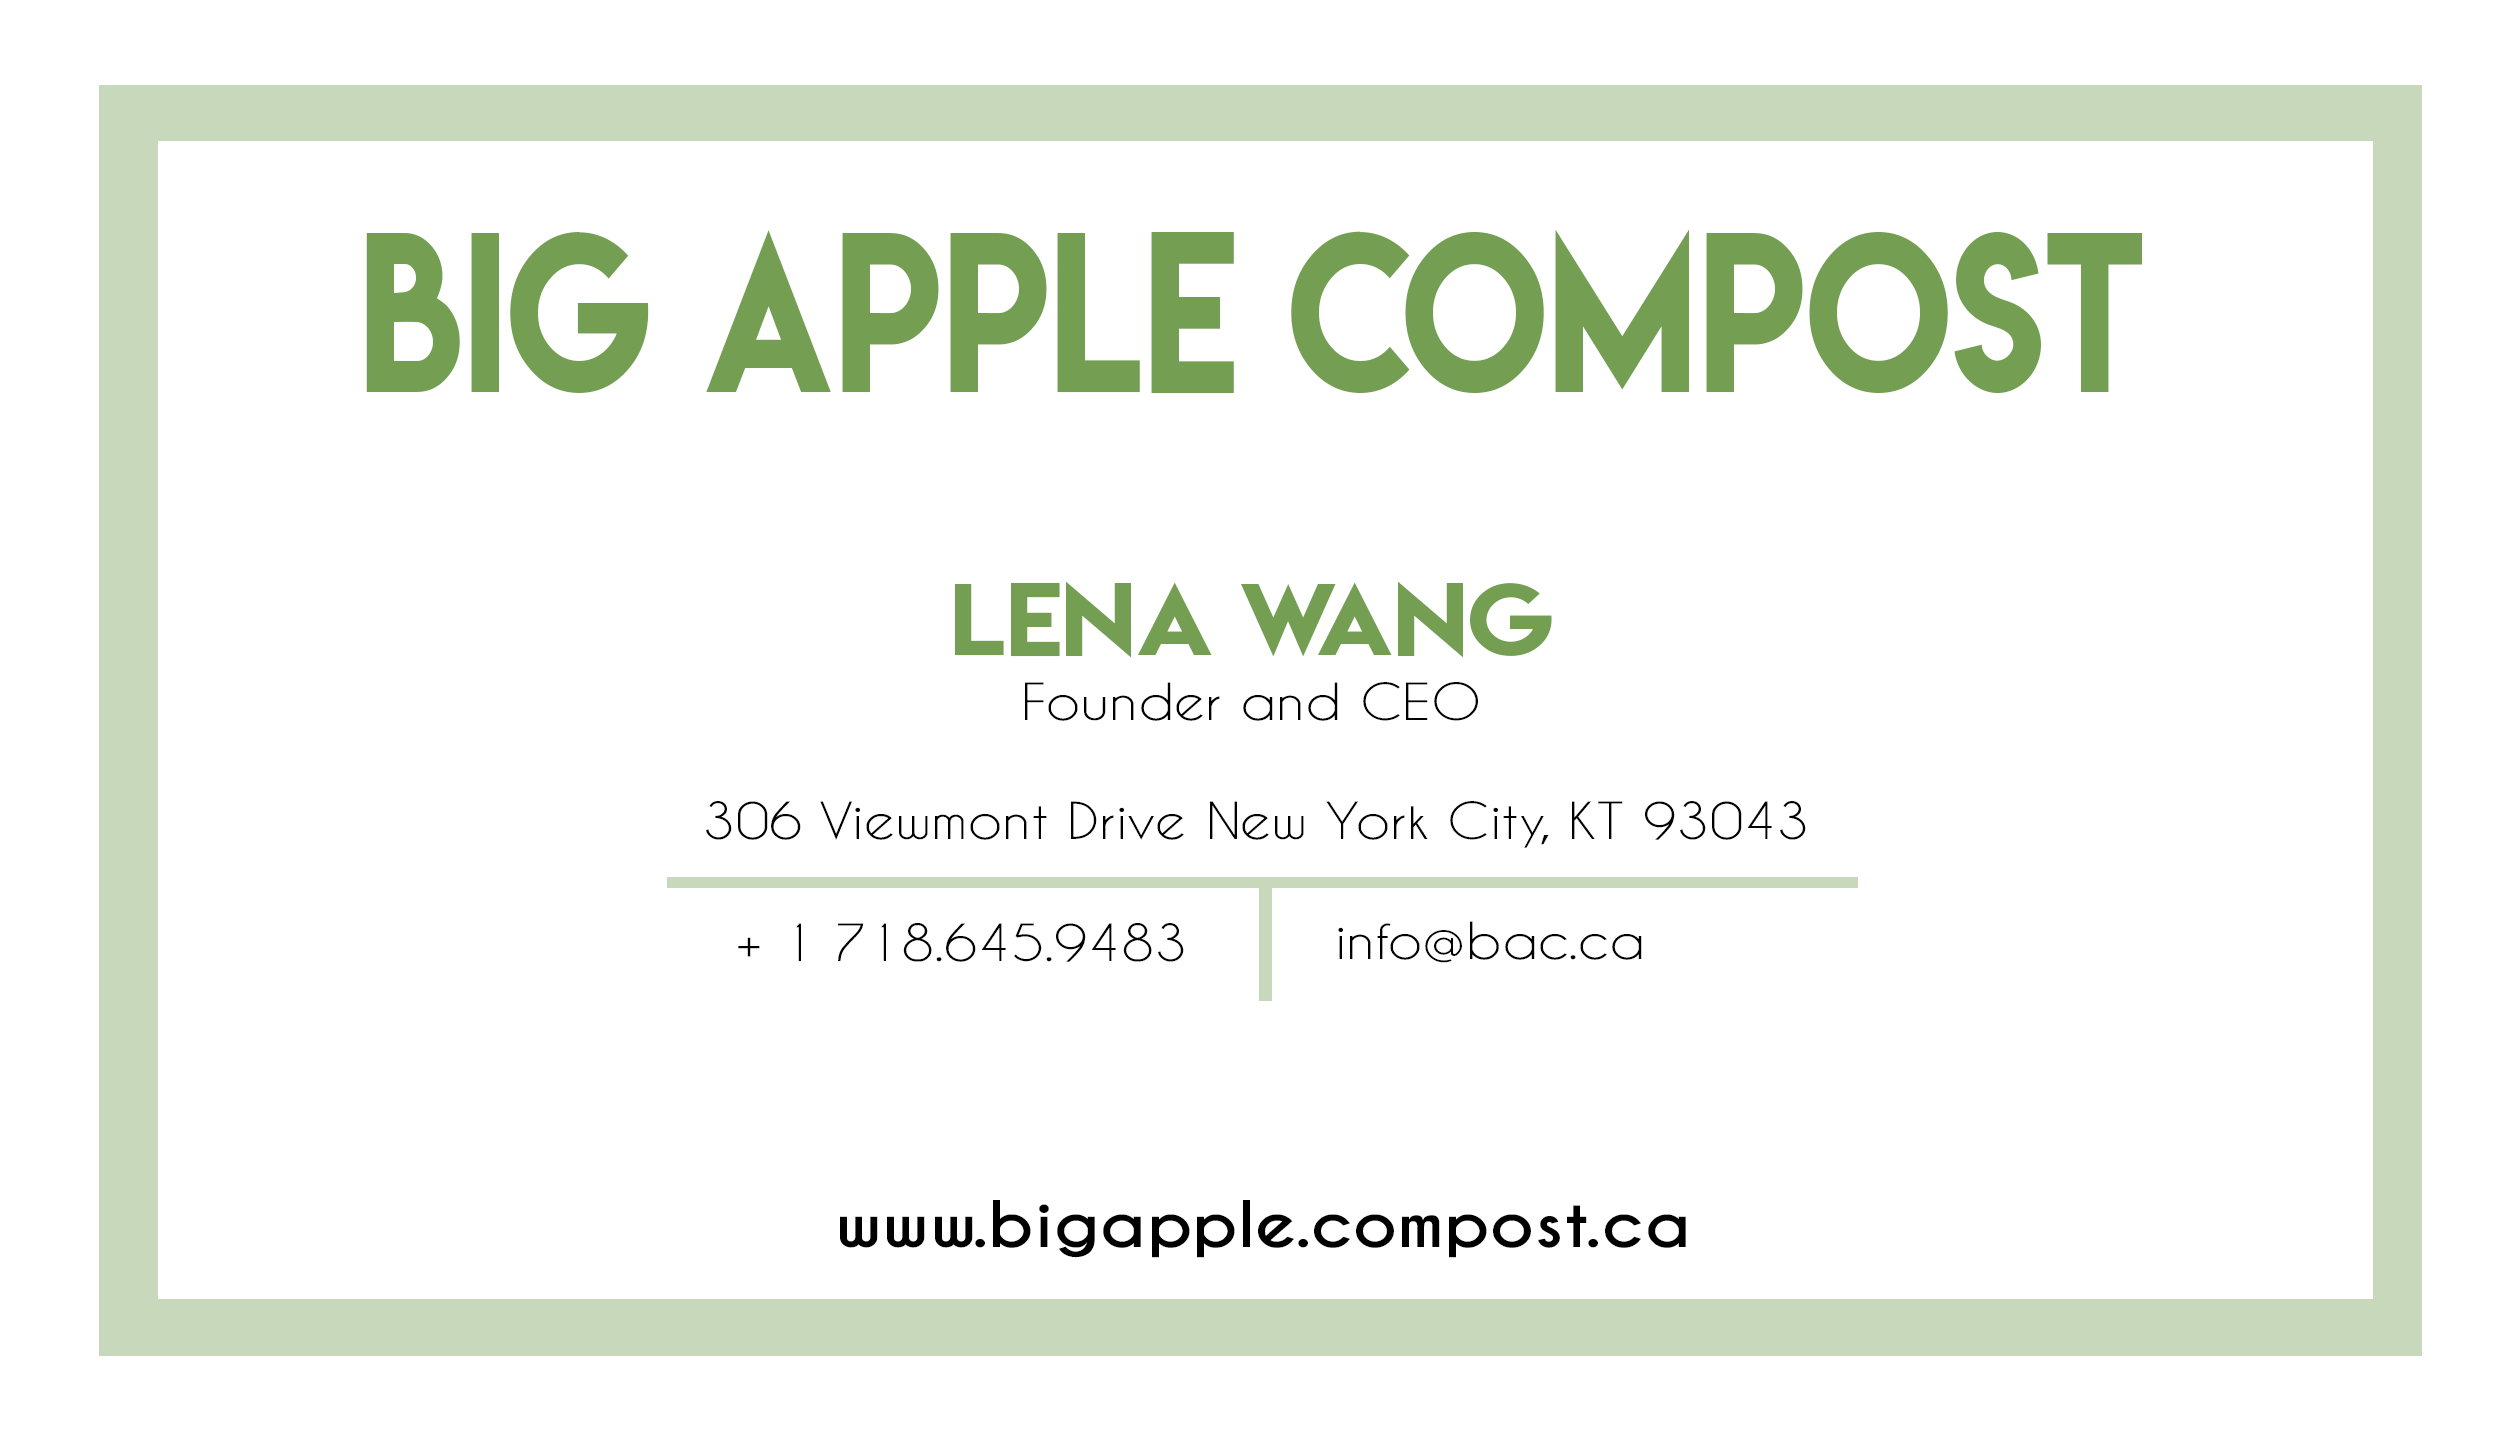 BIG APPLE COMPOST
LENA WANG
Founder and CEO
306 Viewmont Drive New York City, KT 93043
+ 1 718.645.9483
info@bac.ca
www.bigapple.compost.ca